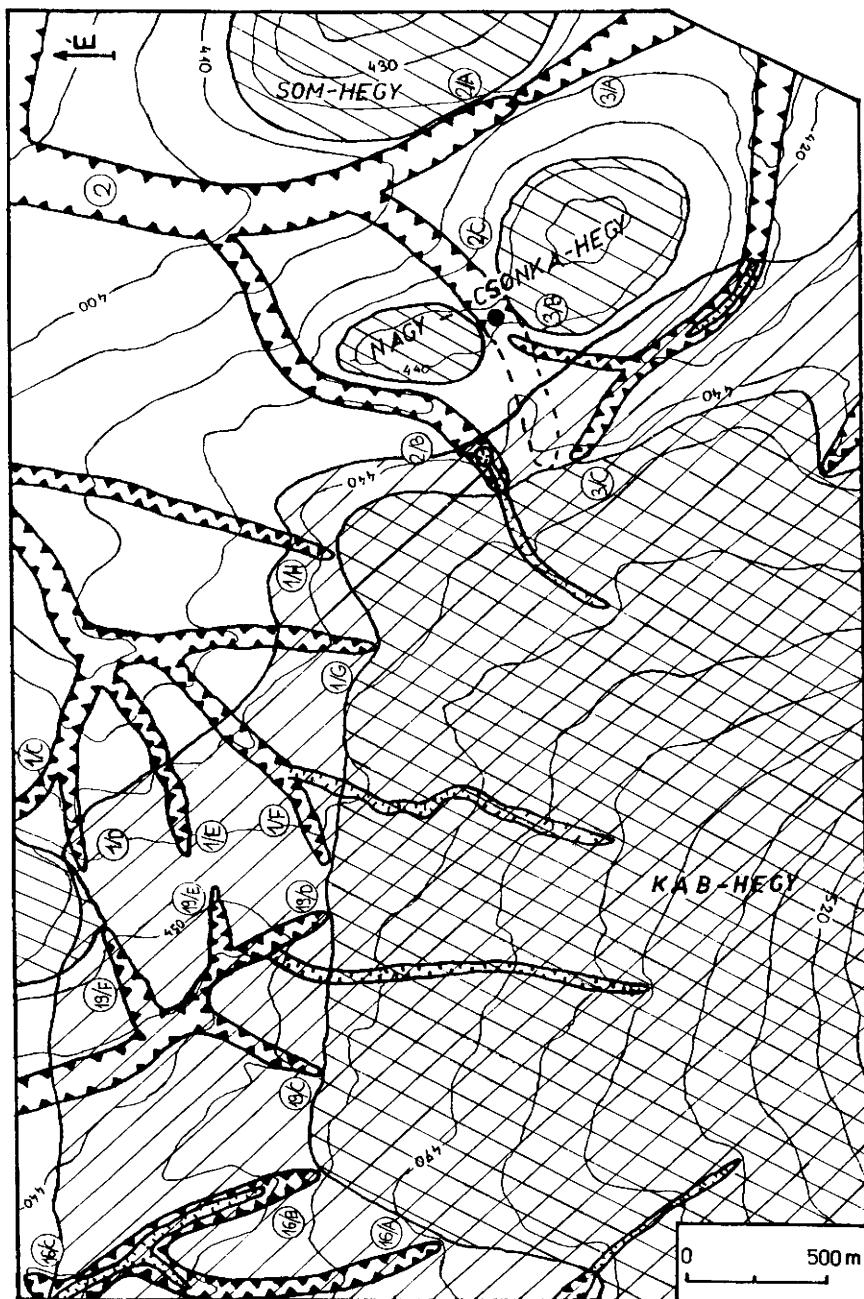 É
410
430
SOM-HEGY
2/A
3/A
420
2
2/C
NAGY-CSONKA-HEGY
3/B
400
440
440
2/B
3/C
440
1/H
1/G
1/C
1/D
1/E
1/F
19/E
19/D
450
19/F
KAB-HEGY
520
19/C
490
440
16/C
16/B
16/A
0 500 m